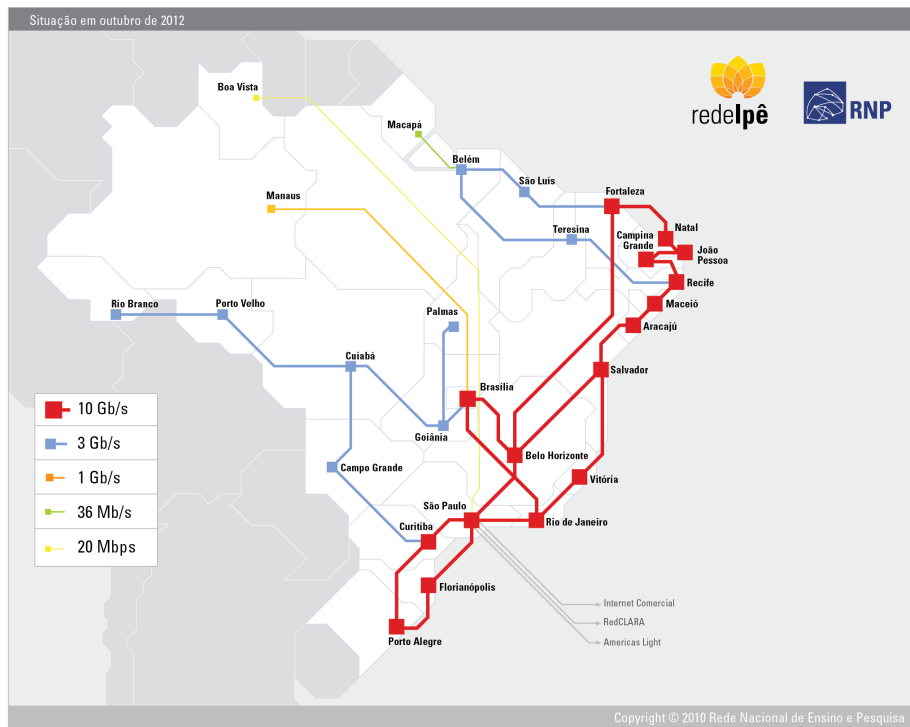 Situação em outubro de 2012
Boa Vista
Macapá
Belém
São Luís
Fortaleza
Manaus
Teresina
Campina
Grande
Natal
João
Pessoa
Recife
Rio Branco
Porto Velho
Palmas
Maceió
Aracajú
Cuiabá
Salvador
Brasília
Goiânia
Belo Horizonte
Campo Grande
Vitória
São Paulo
Curitiba
Rio de Janeiro
Florianópolis
Porto Alegre
redeIpê
RNP
10 Gb/s
3 Gb/s
1 Gb/s
36 Mb/s
20 Mbps
Internet Comercial
RedCLARA
Americas Light
Copyright © 2010 Rede Nacional de Ensino e Pesquisa